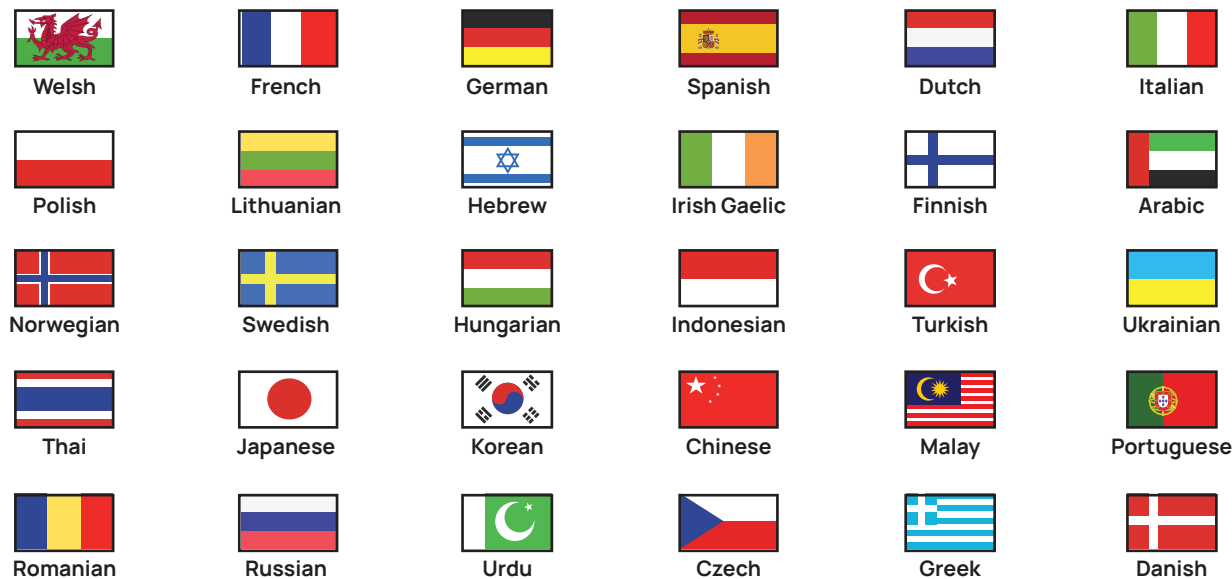 Welsh French German Spanish Dutch Italian
Polish Lithuanian Hebrew Irish Gaelic Finnish Arabic
Norwegian Swedish Hungarian Indonesian Turkish Ukrainian
Thai Japanese Korean Chinese Malay Portuguese
Romanian Russian Urdu Czech Greek Danish